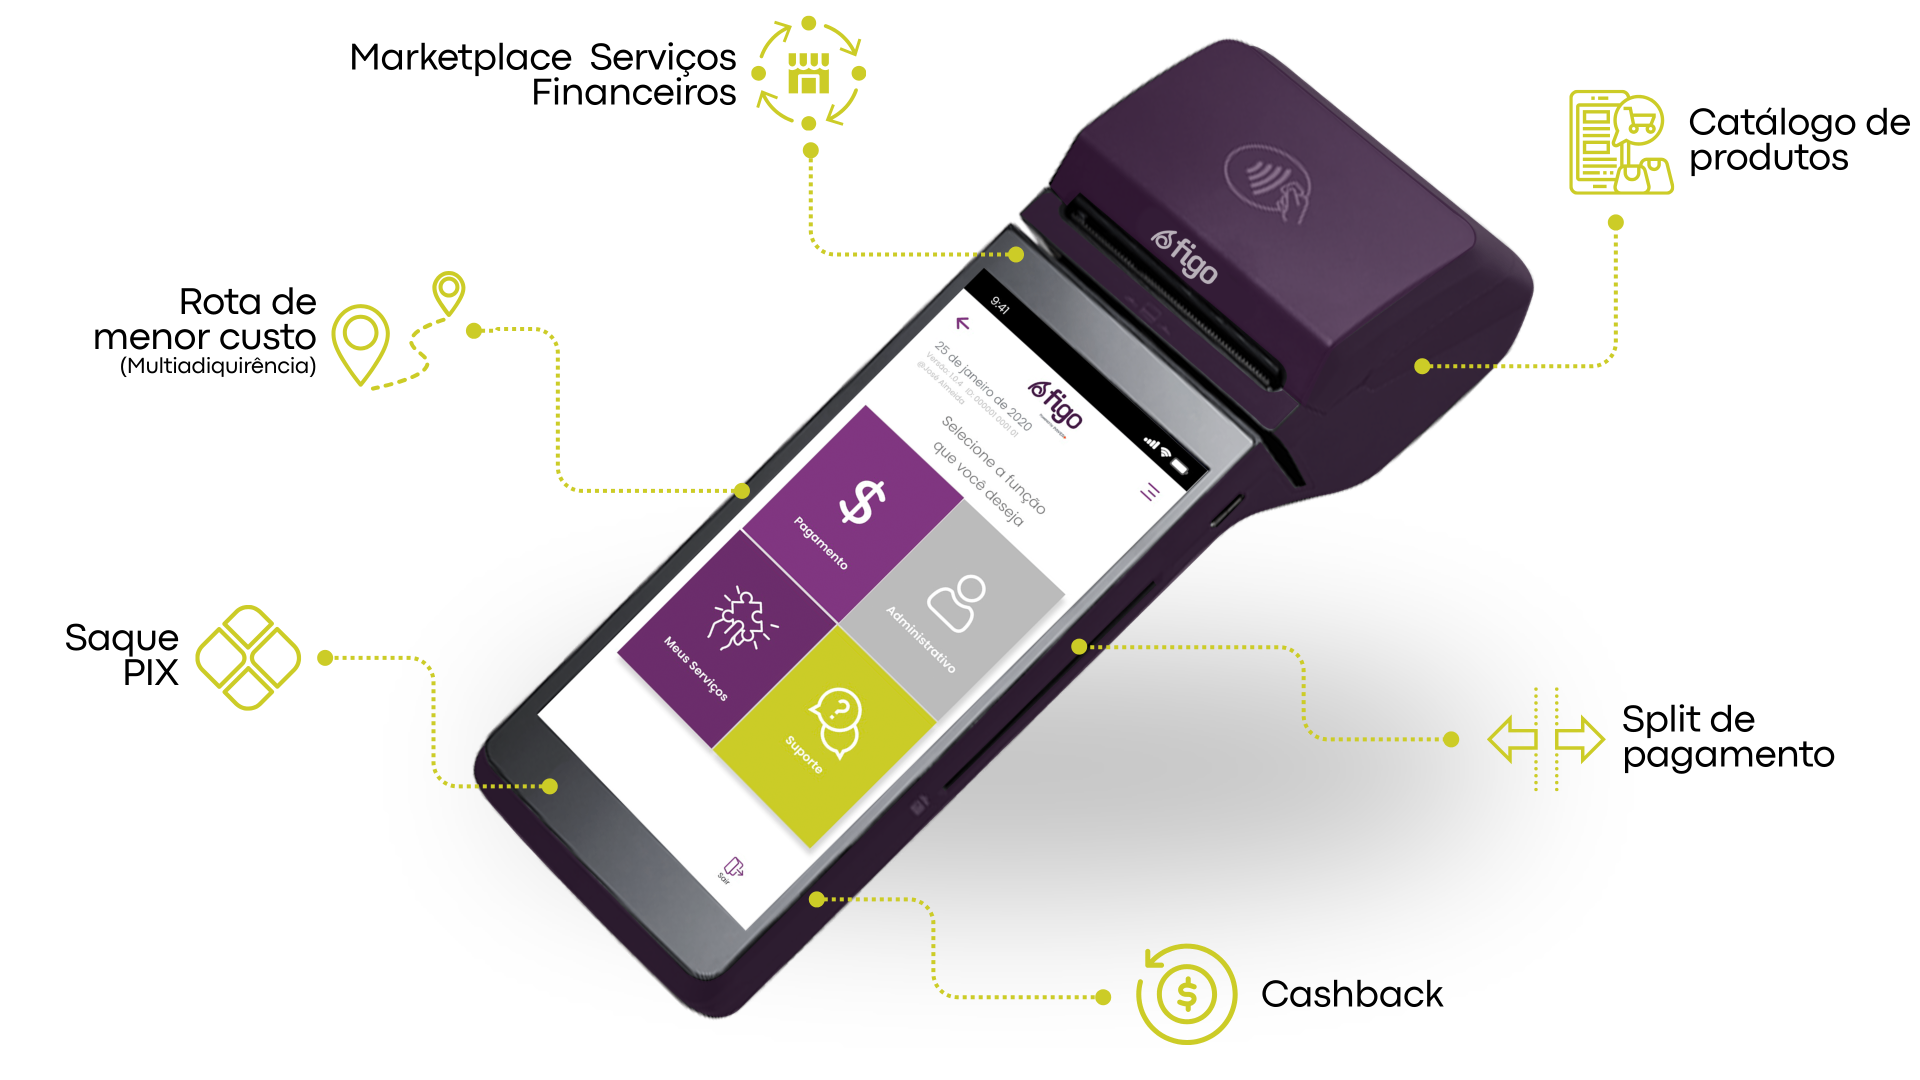 Marketplace Serviços
Financeiros
Catálogo de
produtos
Rota de
menor custo
(Multiadiquirência)
Saque
PIX
Split de
pagamento
Cashback
figo
9:41
25 de janeiro de 2020
Versão: 1.0.4 ID: 000001 0001 01
@José Almeida
figo
Selecione a função
que você deseja
Pagamento
Administrativo
Meus Serviços
Suporte
Sair